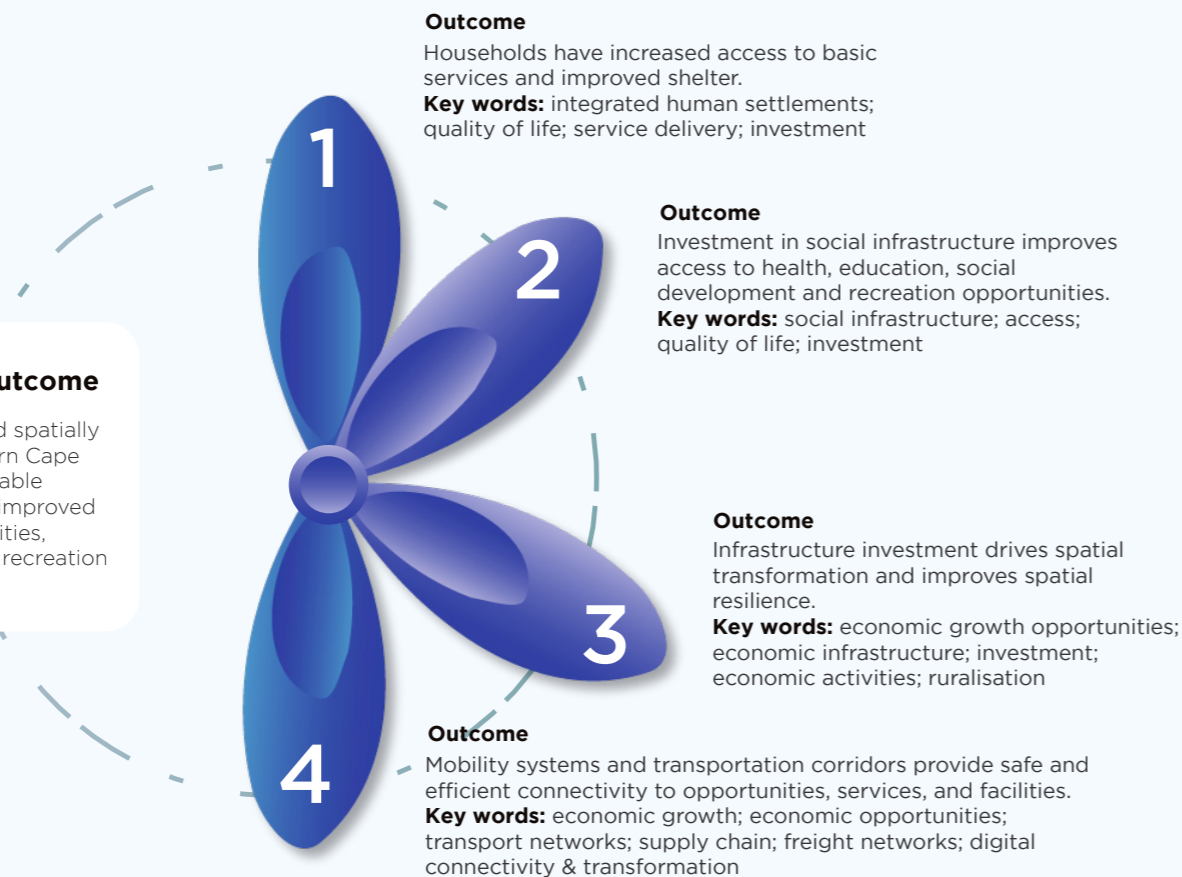 Outcome
Households have increased access to basic
services and improved shelter.
Key words: integrated human settlements;
quality of life; service delivery; investment
1
Outcome
Investment in social infrastructure improves
access to health, education, social
development and recreation opportunities.
Key words: social infrastructure; access;
quality of life; investment
2
spatially
Cape
improved
recreation
Outcome
Infrastructure investment drives spatial
transformation and improves spatial
resilience.
Key words: economic growth opportunities;
economic infrastructure; investment;
economic activities; ruralisation
3
Outcome
Mobility systems and transportation corridors provide safe and
efficient connectivity to opportunities, services, and facilities.
Key words: economic growth; economic opportunities;
transport networks; supply chain; freight networks; digital
connectivity & transformation
4